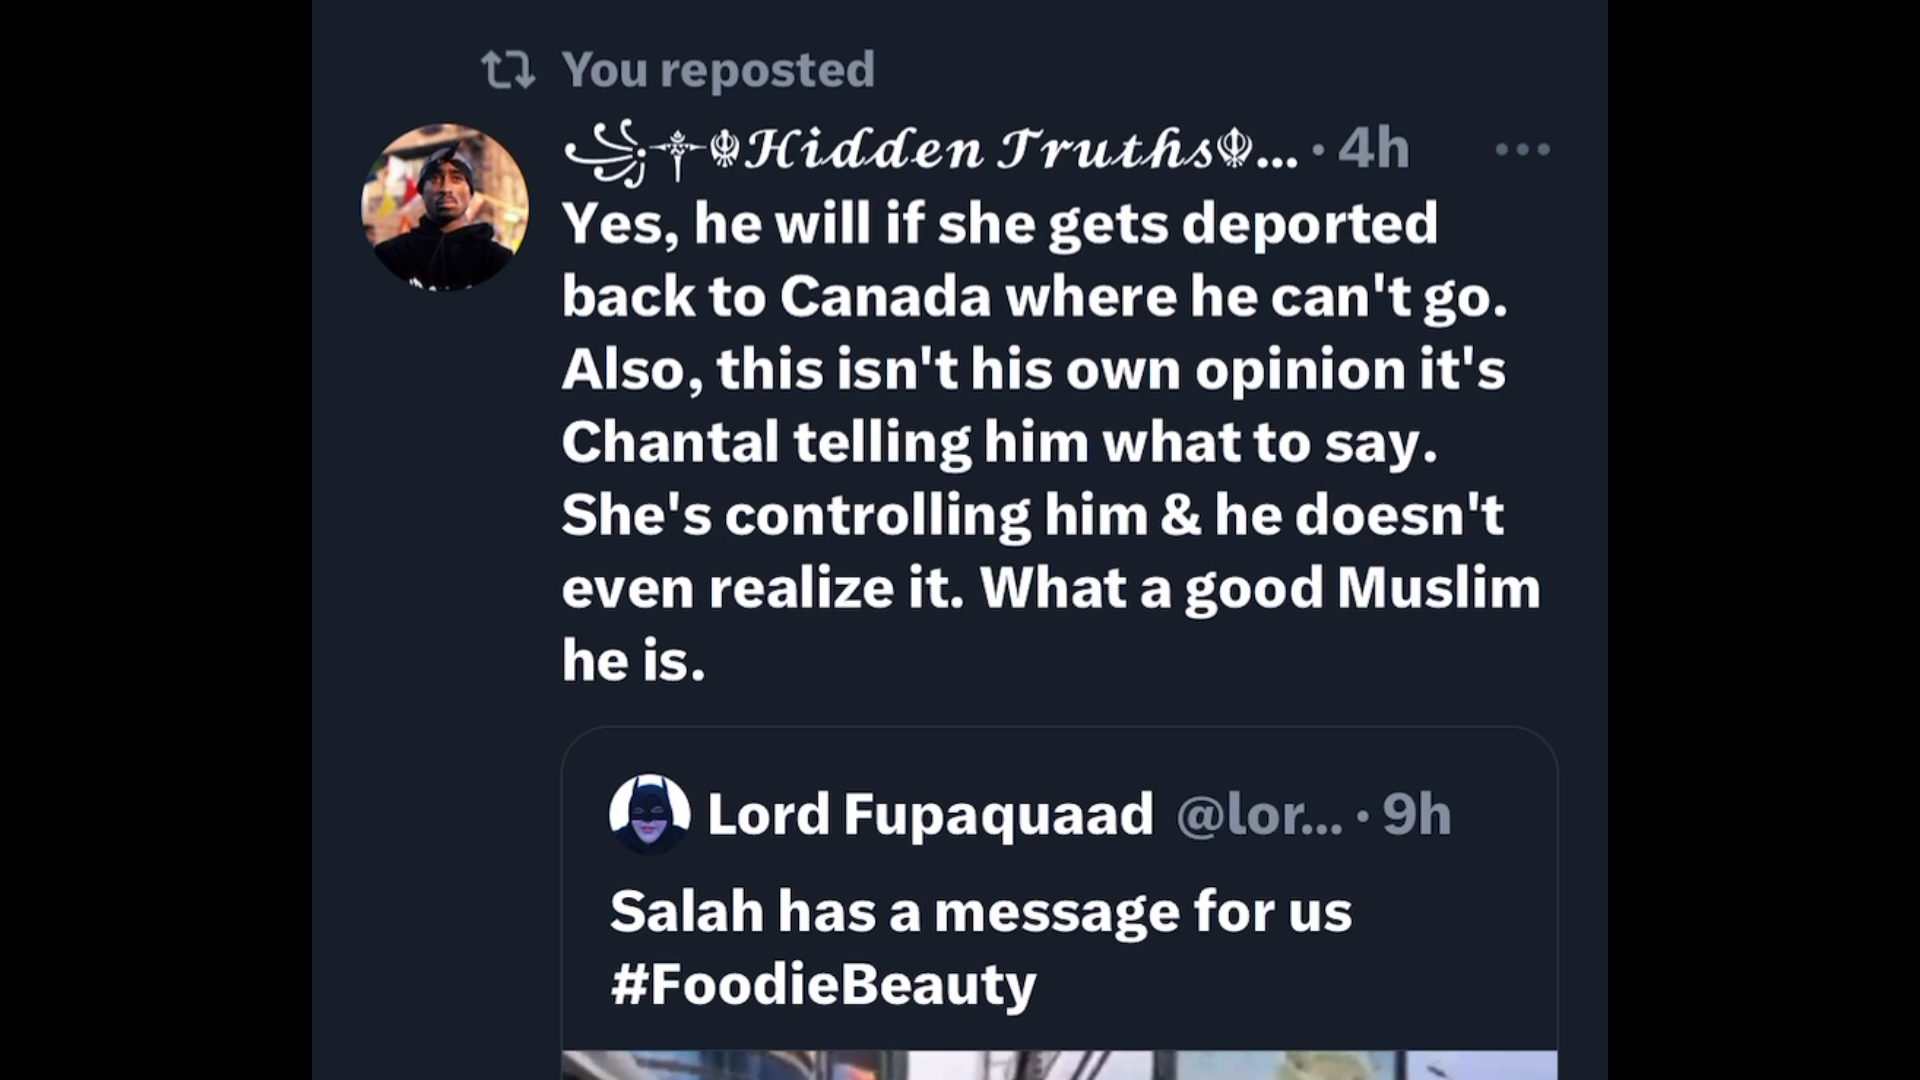 You reposted
꧁༒☬𝓗𝓲𝓭𝓭𝓮𝓷 𝓣𝓻𝓾𝓽𝓱𝓼☬... · 4h
Yes, he will if she gets deported
back to Canada where he can't go.
Also, this isn't his own opinion it's
Chantal telling him what to say.
She's controlling him & he doesn't
even realize it. What a good Muslim
he is.
Lord Fupaquaad @lor... · 9h
Salah has a message for us
#FoodieBeauty